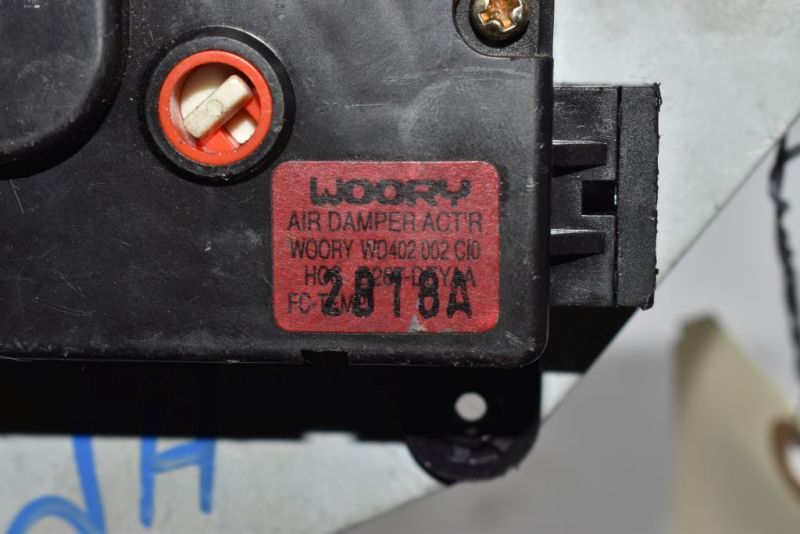 WOORY
AIR DAMPER ACT'R
WOORY WD402 002 CI0
2818A